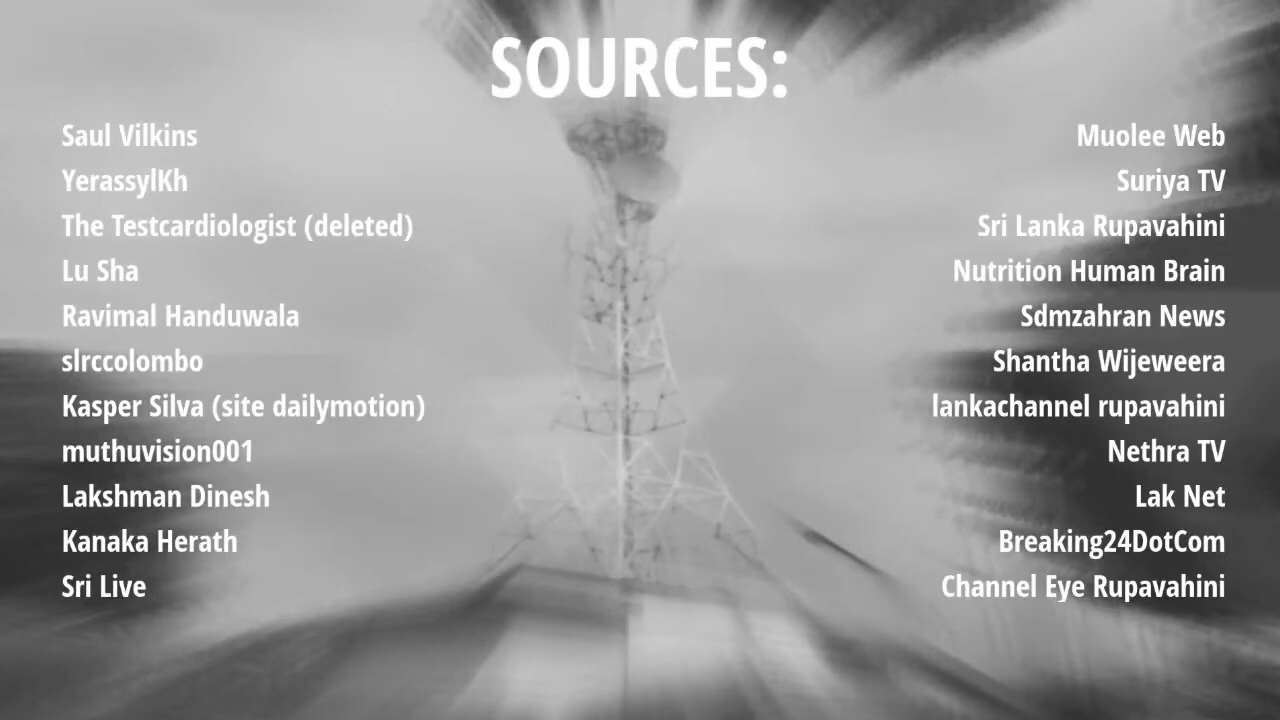 SOURCES:
Saul Vilkins
YerassylKh
The Testcardiologist (deleted)
Lu Sha
Ravimal Handuwala
slrccolombo
Kasper Silva (site dailymotion)
muthuvision001
Lakshman Dinesh
Kanaka Herath
Sri Live
Muolee Web
Suriya TV
Sri Lanka Rupavahini
Nutrition Human Brain
Sdmzahran News
Shantha Wijeweera
lankachannel rupavahini
Nethra TV
Lak Net
Breaking24DotCom
Channel Eye Rupavahini